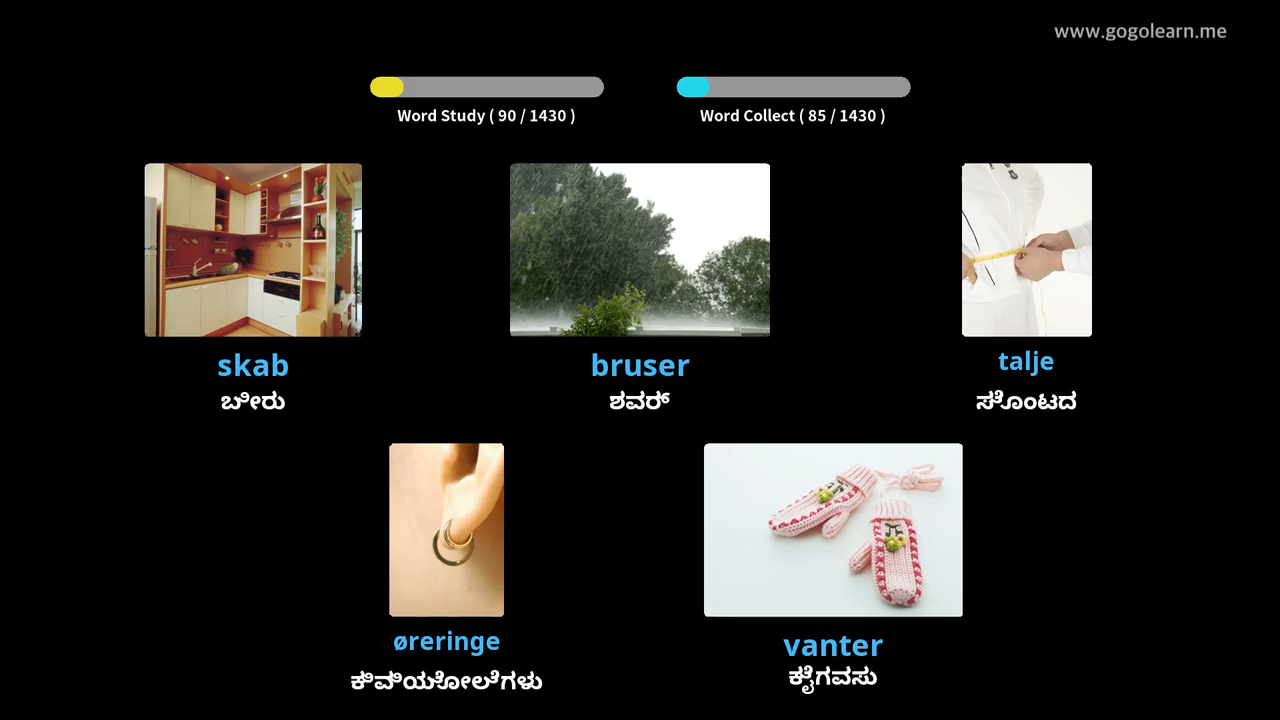 www.gogolearn.me
Word Study ( 90 / 1430 )
Word Collect ( 85 / 1430 )
skab
bruser
talje
ಬೀರು
ಶವರ್
ಸೊಂಟದ
øreringe
vanter
ಕಿವಿಯೋಲೆಗಳು
ಕೈಗವಸು